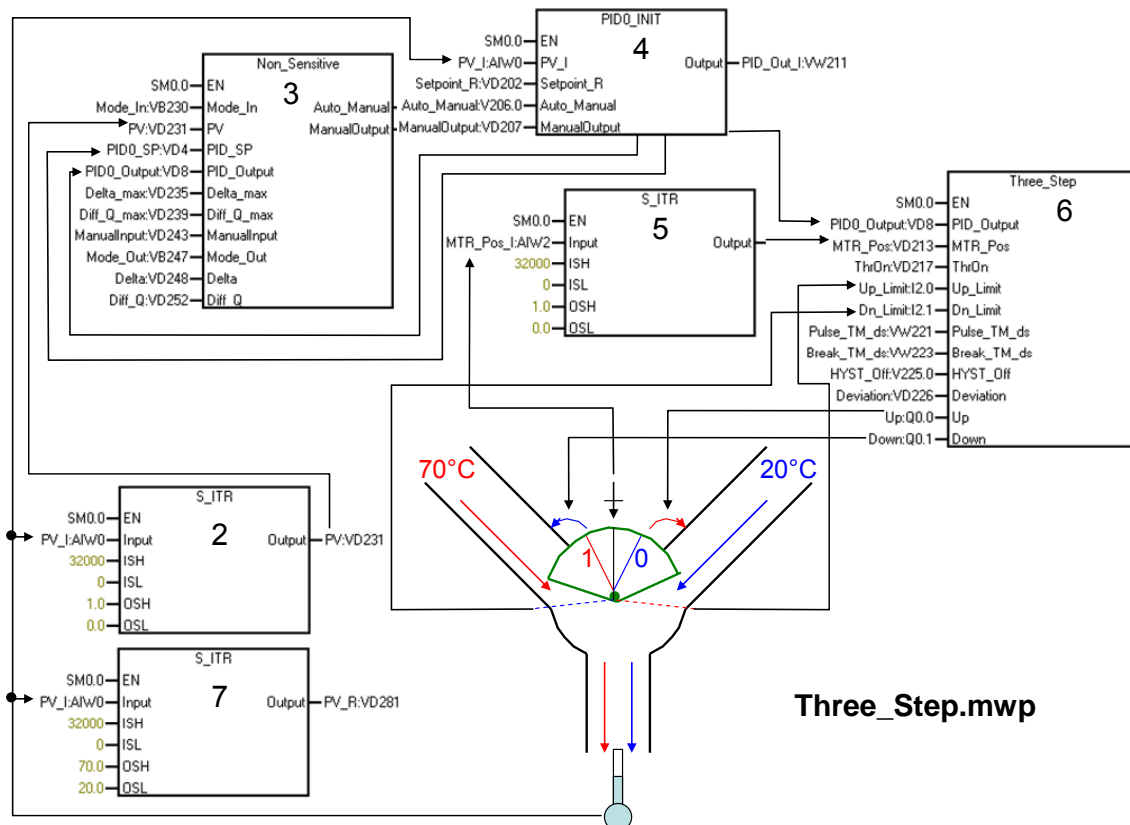 PID0_INIT
4
SM0.0 EN
PV_I:AIW0 PV_I Output PID_Out_I:VW211
Setpoint_R:VD202 Setpoint_R
Auto_Manual:V206.0 Auto_Manual
ManualOutput:VD207 ManualOutput
Non_Sensitive
3
SM0.0 EN
Mode_In:VB230 Mode_In Auto_Manual
PV:VD231 PV ManualOutput
PID0_SP:VD4 PID_SP
PID0_Output:VD8 PID_Output
Delta_max:VD235 Delta_max
Diff_Q_max:VD239 Diff_Q_max
ManualInput:VD243 ManualInput
Mode_Out:VB247 Mode_Out
Delta:VD248 Delta
Diff_Q:VD252 Diff_Q
S_ITR
5
SM0.0 EN
MTR_Pos_I:AIW2 Input Output
32000 ISH
0 ISL
1.0 OSH
0.0 OSL
Three_Step
6
SM0.0 EN
PID0_Output:VD8 PID_Output
MTR_Pos:VD213 MTR_Pos
ThrOn:VD217 ThrOn
Up_Limit:I2.0 Up_Limit
Dn_Limit:I2.1 Dn_Limit
Pulse_TM_ds:VW221 Pulse_TM_ds
Break_TM_ds:VW223 Break_TM_ds
HYST_Off:V225.0 HYST_Off
Deviation:VD226 Deviation
Up:Q0.0 Up
Down:Q0.1 Down
70°C
20°C
1 0
S_ITR
2
SM0.0 EN
PV_I:AIW0 Input Output PV:VD231
32000 ISH
0 ISL
1.0 OSH
0.0 OSL
S_ITR
7
SM0.0 EN
PV_I:AIW0 Input Output PV_R:VD281
32000 ISH
0 ISL
70.0 OSH
20.0 OSL
Three_Step.mwp